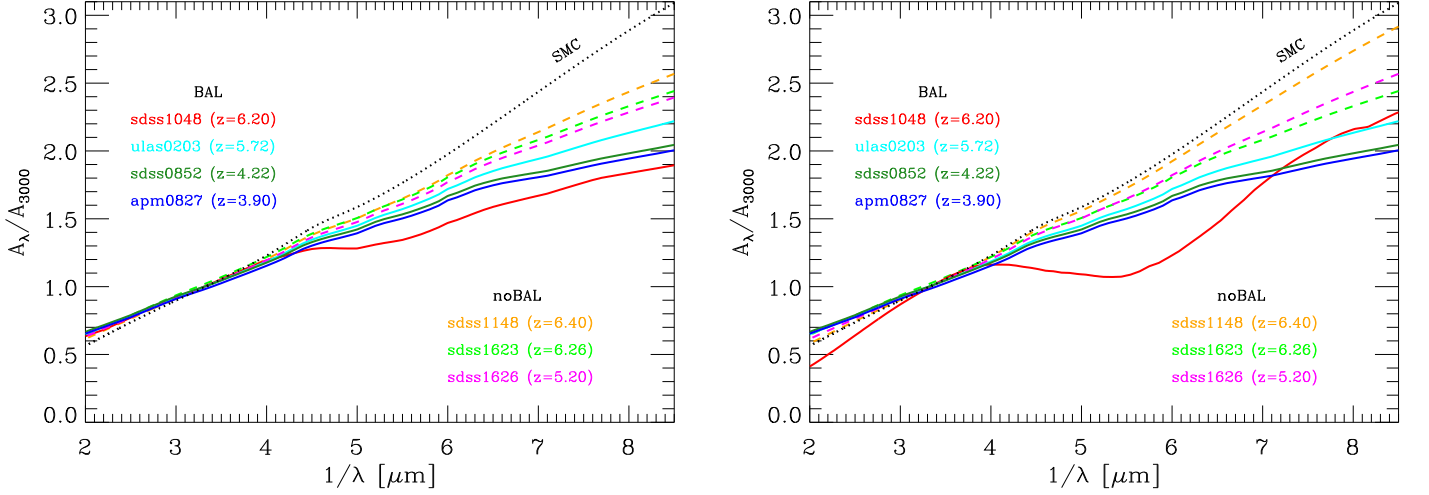 3.0
2.5
2.0
1.5
1.0
0.5
0.0
Aλ/A3000
SMC
BAL
sdss1048 (z=6.20)
ulas0203 (z=5.72)
sdss0852 (z=4.22)
apm0827 (z=3.90)
noBAL
sdss1148 (z=6.40)
sdss1623 (z=6.26)
sdss1626 (z=5.20)
2 3 4 5 6 7 8
1/λ [μm]
3.0
2.5
2.0
1.5
1.0
0.5
0.0
Aλ/A3000
SMC
BAL
sdss1048 (z=6.20)
ulas0203 (z=5.72)
sdss0852 (z=4.22)
apm0827 (z=3.90)
noBAL
sdss1148 (z=6.40)
sdss1623 (z=6.26)
sdss1626 (z=5.20)
2 3 4 5 6 7 8
1/λ [μm]